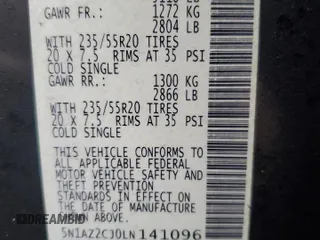 GAWR FR.: 1272 KG
2804 LB
WITH 235/55R20 TIRES
20 X 7.5 RIMS AT 35 PSI
COLD SINGLE
GAWR RR.: 1300 KG
2866 LB
WITH 235/55R20 TIRES
20 X 7.5 RIMS AT 35 PSI
COLD SINGLE
THIS VEHICLE CONFORMS TO
ALL APPLICABLE FEDERAL
MOTOR VEHICLE SAFETY AND
STANDARDS IN EFFECT ON
THE DATE OF MANUFACTURE
SHOWN ABOVE.
5N1AZ2CJ0LN141096
DREAMBID